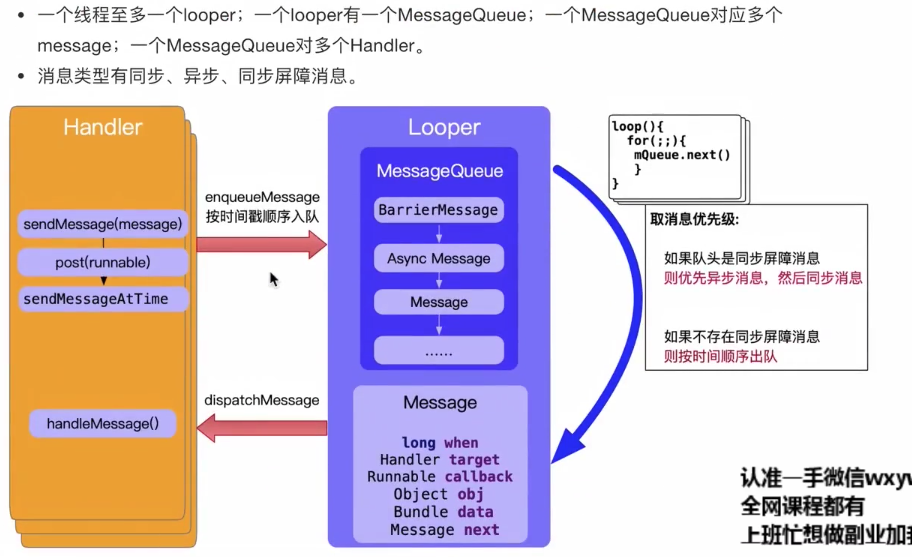 一个线程至多一个looper；一个looper有一个MessageQueue；一个MessageQueue对应多个
message；一个MessageQueue对多个Handler。
消息类型有同步、异步、同步屏障消息。
Handler
sendMessage(message)
post(runnable)
sendMessageAtTime
handleMessage()
enqueueMessage
按时间戳顺序入队
dispatchMessage
Looper
MessageQueue
BarrierMessage
Async Message
Message
......
Message
long when
Handler target
Runnable callback
Object obj
Bundle data
Message next
loop(){
for(;;){
mQueue.next()
}
}
取消息优先级:
如果队头是同步屏障消息
则优先异步消息，然后同步消息
如果不存在同步屏障消息
则按时间顺序出队
认准一手微信wxyw
全网课程都有
上班忙想做副业加我